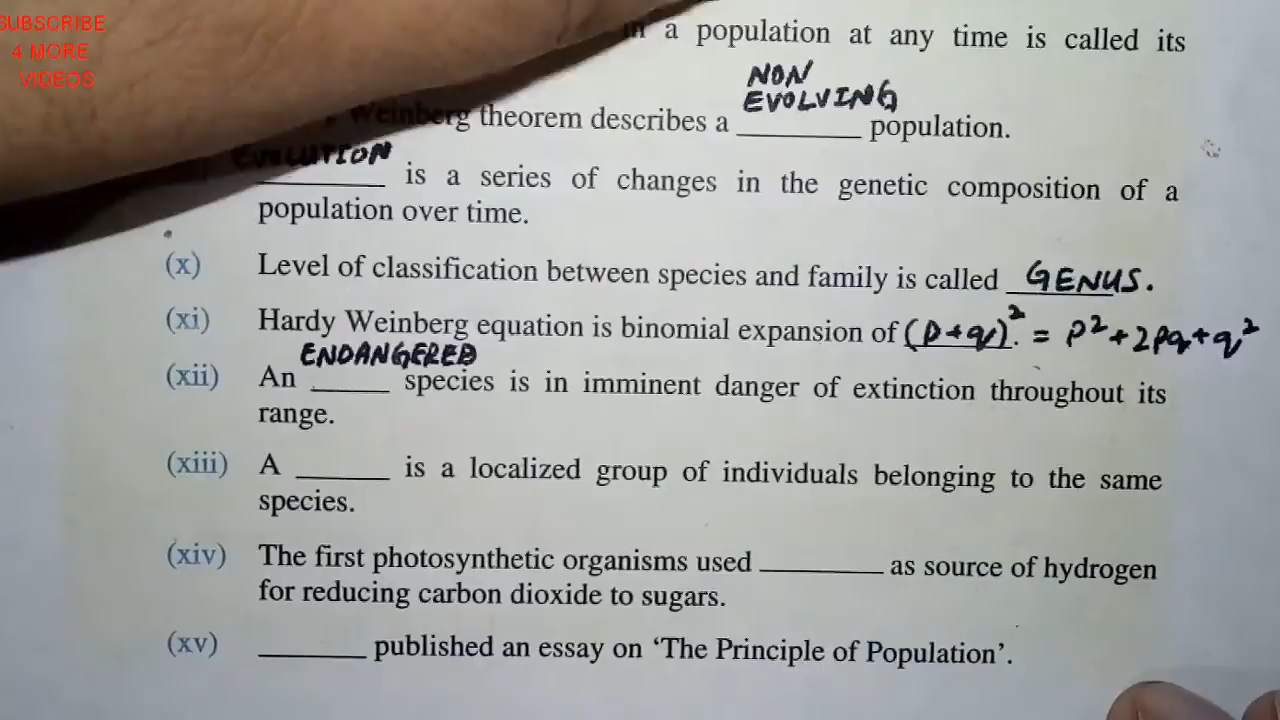 SUBSCRIBE
4 MORE
VIDEOS
in a population at any time is called its
NON
EVOLVING
Weinberg theorem describes a ________ population.
EVOLUTION
________ is a series of changes in the genetic composition of a
population over time.
(x) Level of classification between species and family is called GENUS.
(xi) Hardy Weinberg equation is binomial expansion of (p+q)². = p²+2pq+q²
ENDANGERED
(xii) An ______ species is in imminent danger of extinction throughout its
range.
(xiii) A ______ is a localized group of individuals belonging to the same
species.
(xiv) The first photosynthetic organisms used ________ as source of hydrogen
for reducing carbon dioxide to sugars.
(xv) _______ published an essay on ‘The Principle of Population’.